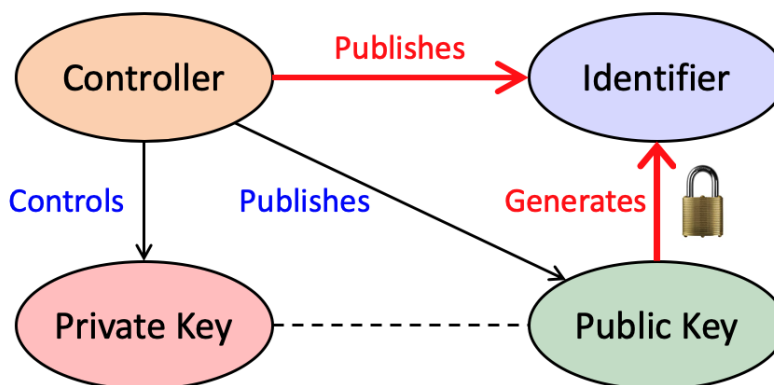 Publishes
Controller
Identifier
Controls
Publishes
Generates
Private Key
Public Key